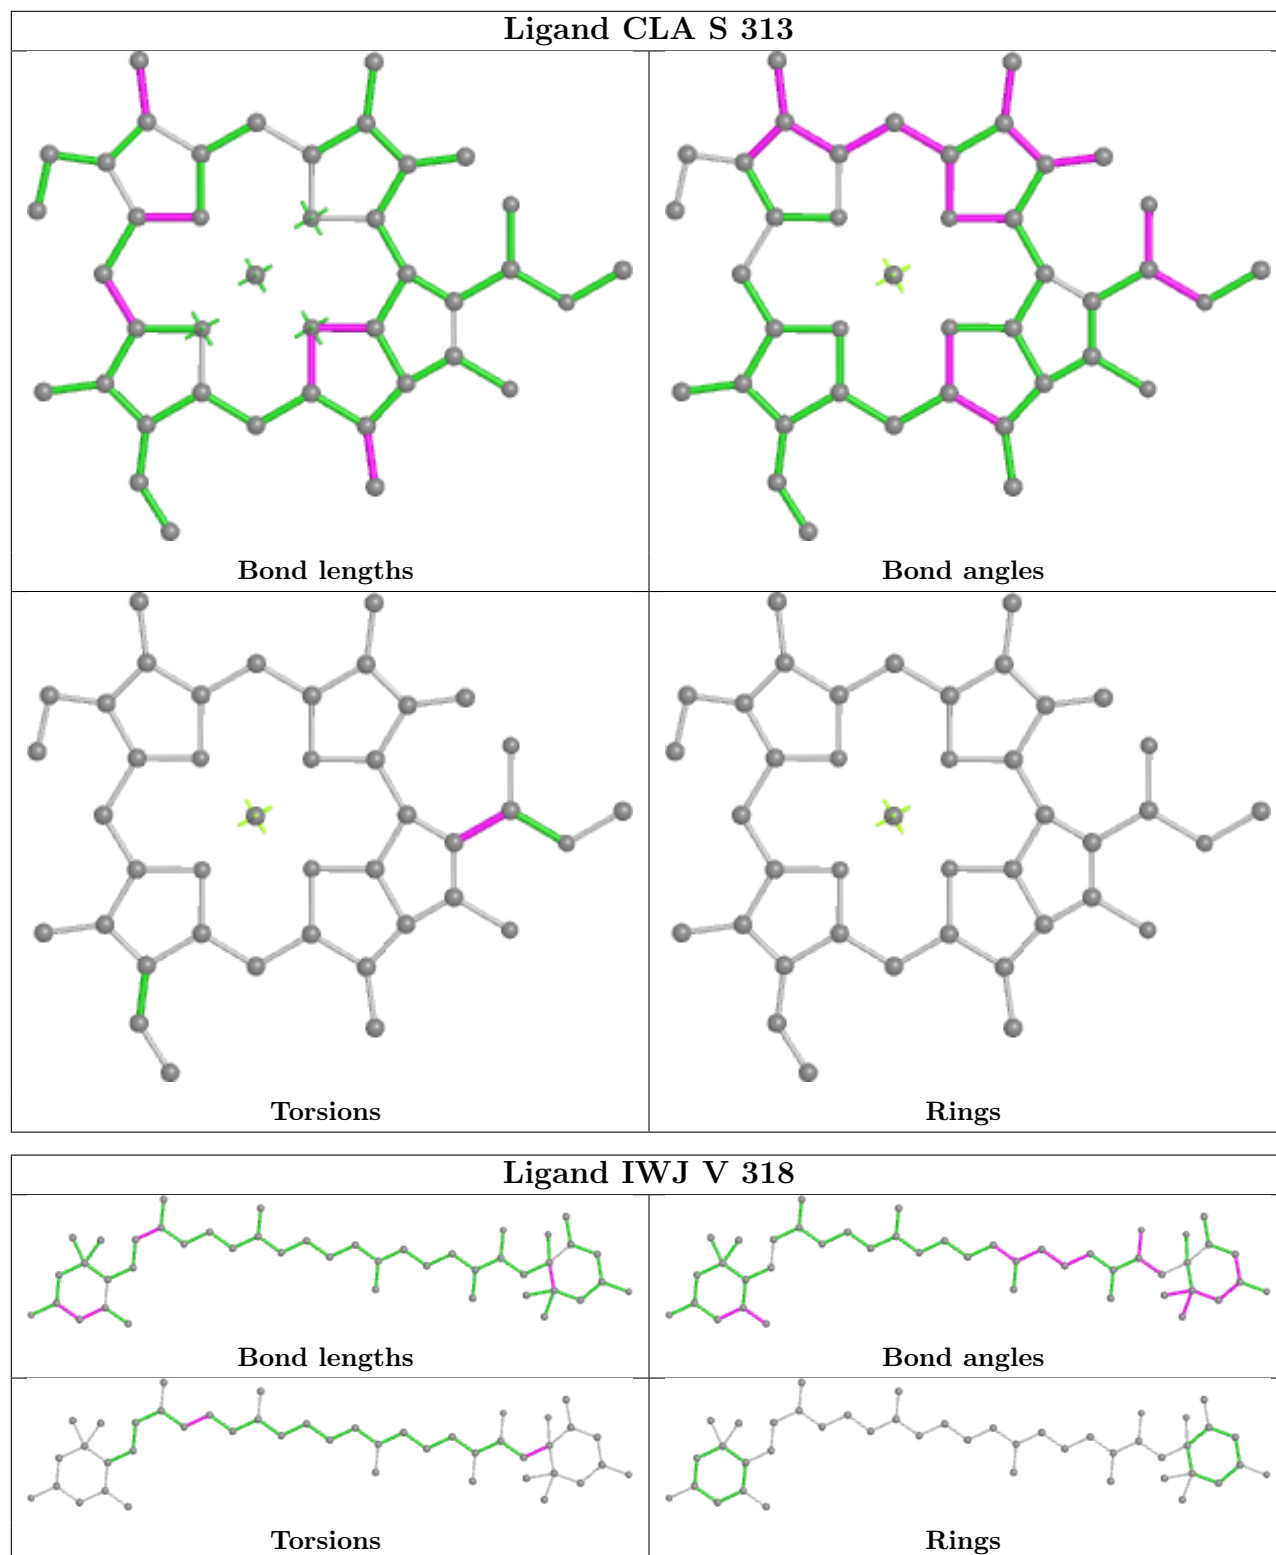 Ligand CLA S 313
Bond lengths
Bond angles
Torsions
Rings
Ligand IWJ V 318
Bond lengths
Bond angles
Torsions
Rings